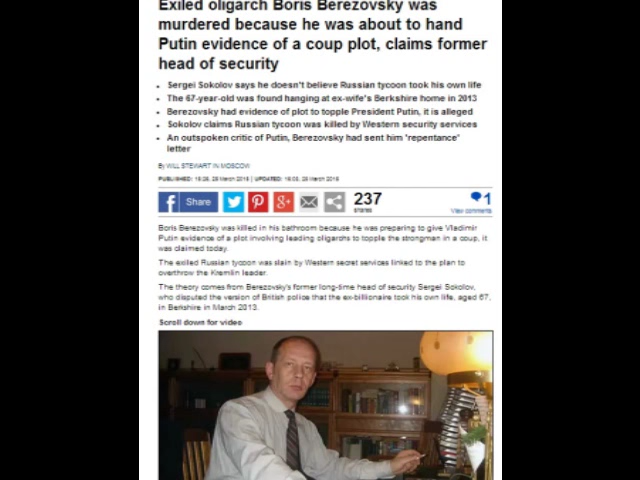 Exiled oligarch Boris Berezovsky was
murdered because he was about to hand
Putin evidence of a coup plot, claims former
head of security
Sergei Sokolov says he doesn't believe Russian tycoon took his own life
The 67-year-old was found hanging at ex-wife's Berkshire home in 2013
Berezovsky had evidence of plot to topple President Putin, it is alleged
Sokolov claims Russian tycoon was killed by Western security services
An outspoken critic of Putin, Berezovsky had sent him 'repentance'
letter
By WILL STEWART IN MOSCOW
PUBLISHED: 2015 | UPDATED: 2015
f Share
g+
237
shares
1
View comments
Boris Berezovsky was killed in his bathroom because he was preparing to give Vladimir
Putin evidence of a plot involving leading oligarchs to topple the strongman in a coup, it
was claimed today.
The exiled Russian tycoon was slain by Western secret services linked to the plan to
overthrow the Kremlin leader.
The theory comes from Berezovsky's former long-time head of security Sergei Sokolov,
who disputed the version of British police that the ex-billionaire took his own life, aged 67,
in Berkshire in March 2013.
Scroll down for video